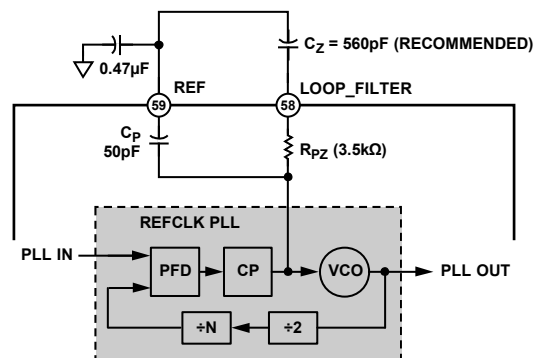 C_Z = 560pF (RECOMMENDED)
0.47µF
REF
LOOP_FILTER
59
58
C_P
50pF
R_PZ (3.5kΩ)
REFCLK PLL
PLL IN
PFD
CP
VCO
PLL OUT
÷N
÷2